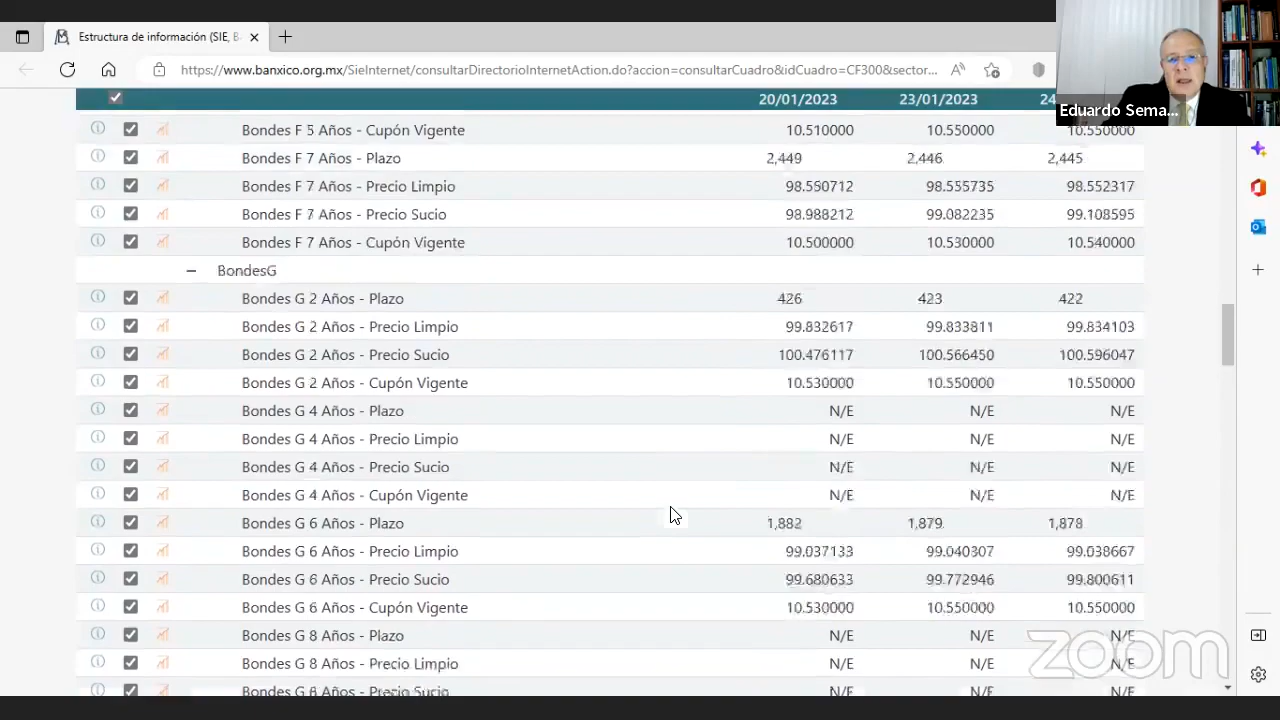 Estructura de información (SIE, B
https://www.banxico.org.mx/SieInternet/consultarDirectorioInternetAction.do?accion=consultarCuadro&idCuadro=CF300&sector...
Eduardo Sema...
20/01/2023 23/01/2023 24
Bondes F 5 Años - Cupón Vigente 10.510000 10.550000 10.550000
Bondes F 7 Años - Plazo 2,449 2,446 2,445
Bondes F 7 Años - Precio Limpio 98.550712 98.555735 98.552317
Bondes F 7 Años - Precio Sucio 98.988212 99.082235 99.108595
Bondes F 7 Años - Cupón Vigente 10.500000 10.530000 10.540000
BondesG
Bondes G 2 Años - Plazo 426 423 422
Bondes G 2 Años - Precio Limpio 99.832617 99.833811 99.834103
Bondes G 2 Años - Precio Sucio 100.476117 100.566450 100.596047
Bondes G 2 Años - Cupón Vigente 10.530000 10.550000 10.550000
Bondes G 4 Años - Plazo N/E N/E N/E
Bondes G 4 Años - Precio Limpio N/E N/E N/E
Bondes G 4 Años - Precio Sucio N/E N/E N/E
Bondes G 4 Años - Cupón Vigente N/E N/E N/E
Bondes G 6 Años - Plazo 1,882 1,879 1,878
Bondes G 6 Años - Precio Limpio 99.037133 99.040307 99.038667
Bondes G 6 Años - Precio Sucio 99.680633 99.772946 99.800611
Bondes G 6 Años - Cupón Vigente 10.530000 10.550000 10.550000
Bondes G 8 Años - Plazo N/E N/E N/E
Bondes G 8 Años - Precio Limpio N/E N/E N/E
Bondes G 8 Años - Precio Sucio N/E N/E N/E
zoom